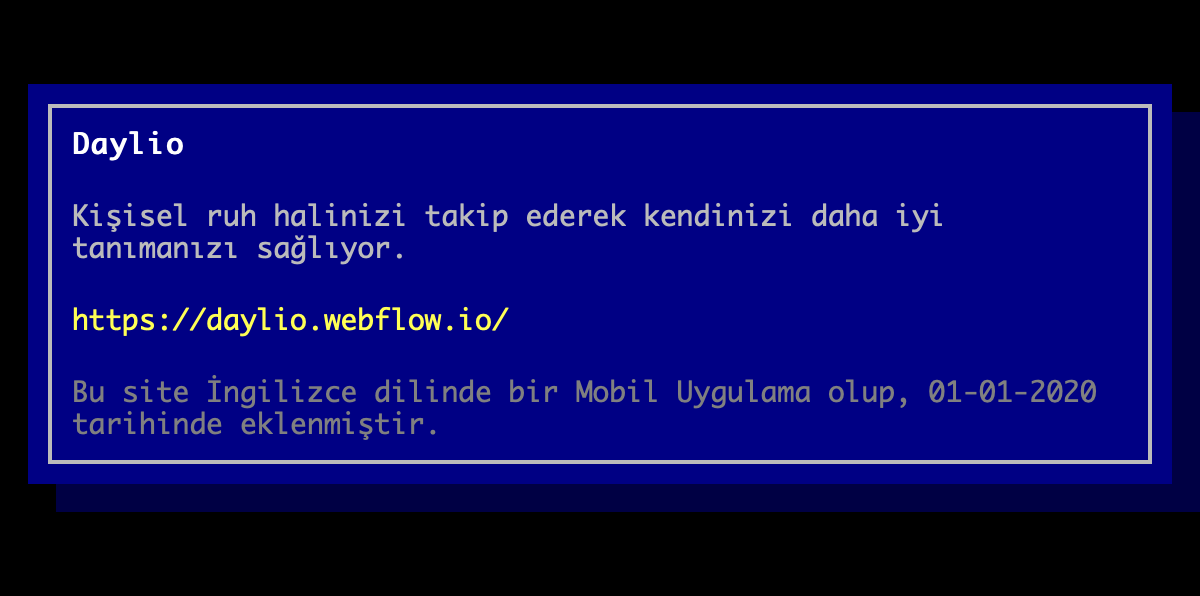 Daylio
Kişisel ruh halinizi takip ederek kendinizi daha iyi
tanımanızı sağlıyor.
https://daylio.webflow.io/
Bu site İngilizce dilinde bir Mobil Uygulama olup, 01-01-2020
tarihinde eklenmiştir.